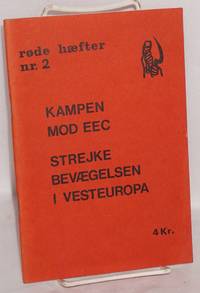 røde hæfter
nr. 2
KAMPEN
MOD EEC
STREJKE
BEVÆGELSEN
I VESTEUROPA
4 Kr.